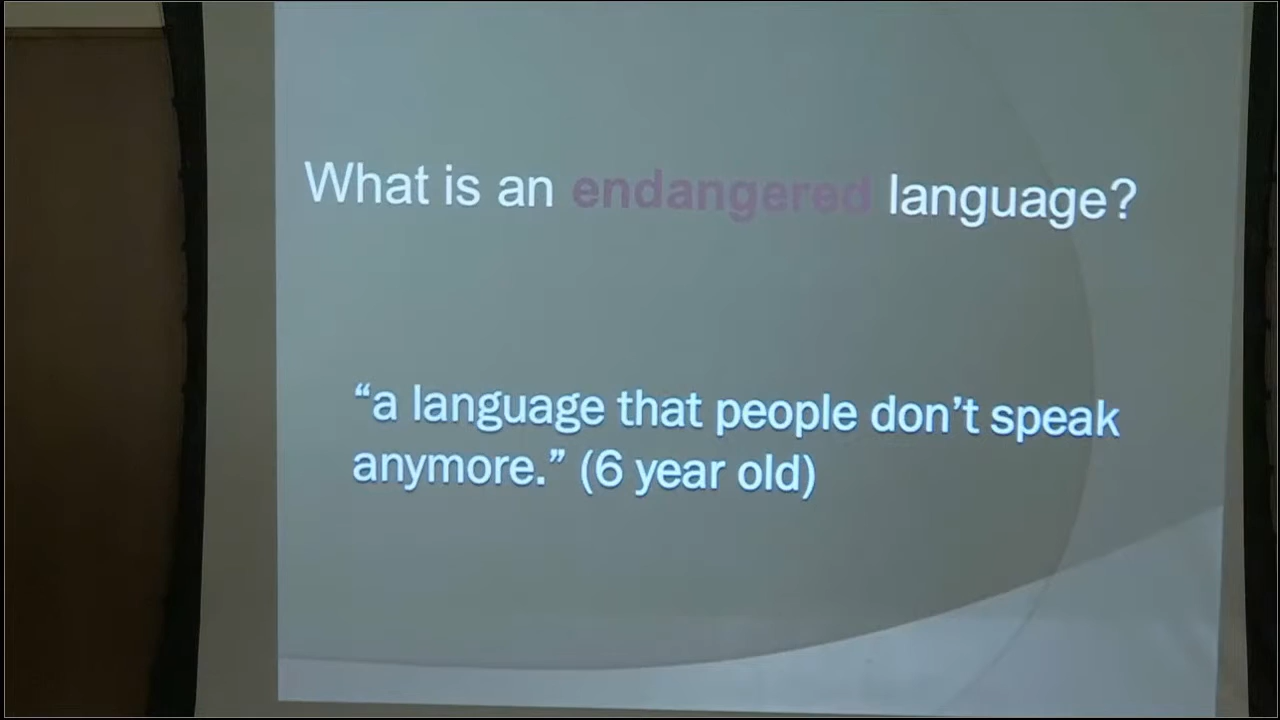 What is an endangered language?
“a language that people don’t speak
anymore.” (6 year old)